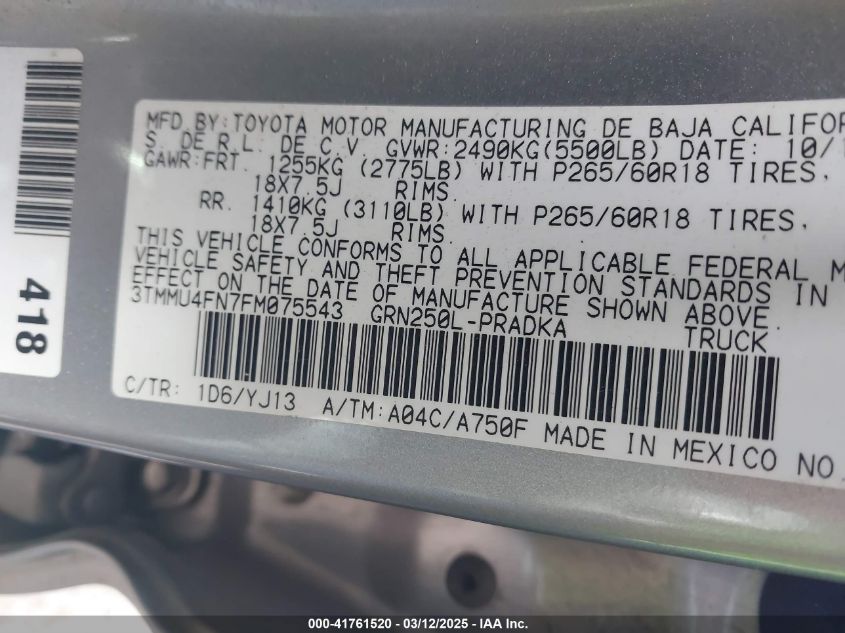 418
MFD BY:TOYOTA MOTOR MANUFACTURING DE BAJA
S. DE R.L. DE C.V. GVWR:2490KG(5500LB) DATE: 10/
GAWR:FRT. 1255KG (2775LB) WITH P265/60R18 TIRES,
18X7.5J RIMS
RR. 1410KG (3110LB) WITH P265/60R18 TIRES,
18X7.5J RIMS
THIS VEHICLE CONFORMS TO ALL APPLICABLE FEDERAL
VEHICLE SAFETY AND THEFT PREVENTION STANDARDS IN
EFFECT ON THE DATE OF MANUFACTURE SHOWN ABOVE.
3TMMU4FN7FM075543 GRN250L-PRADKA
TRUCK
C/TR: 1D6/YJ13 A/TM:A04C/A750F MADE IN MEXICO NO.
000-41761520 - 03/12/2025 - IAAI Inc.